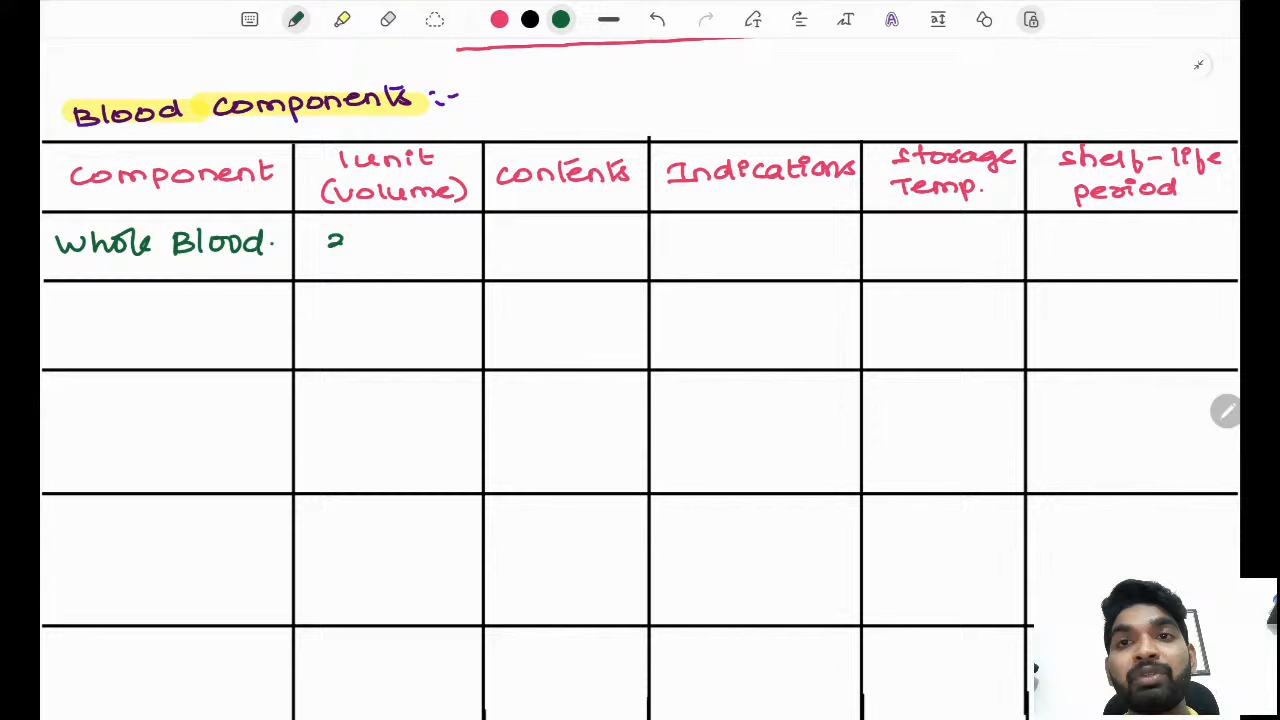 Blood Components :-
Component
1unit
(volume)
contents
Indications
storage
Temp.
shelf-life
period
Whole Blood.
2